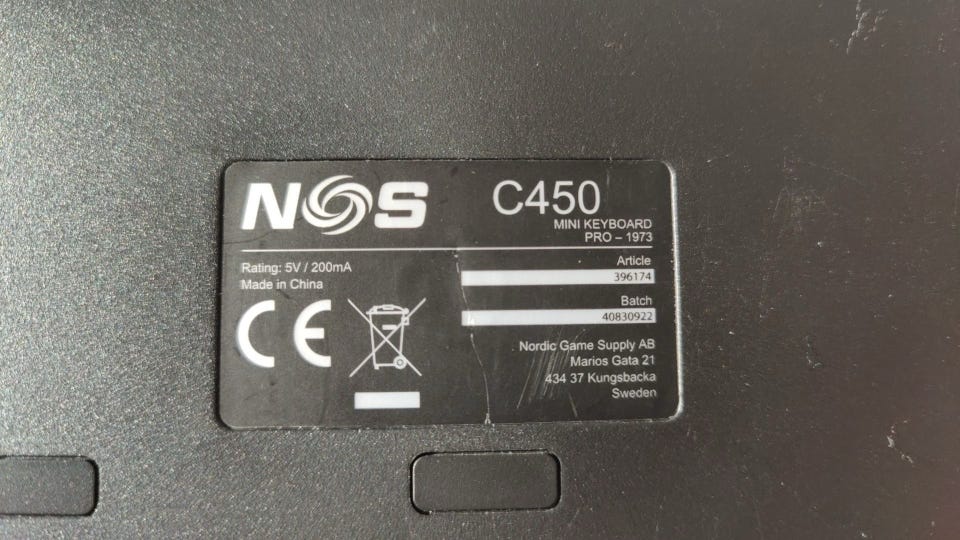 NOS
C450
MINI KEYBOARD
PRO – 1973
Rating: 5V / 200mA
Made in China
CE
Article
396174
Batch
40830922
Nordic Game Supply AB
Marios Gata 21
434 37 Kungsbacka
Sweden